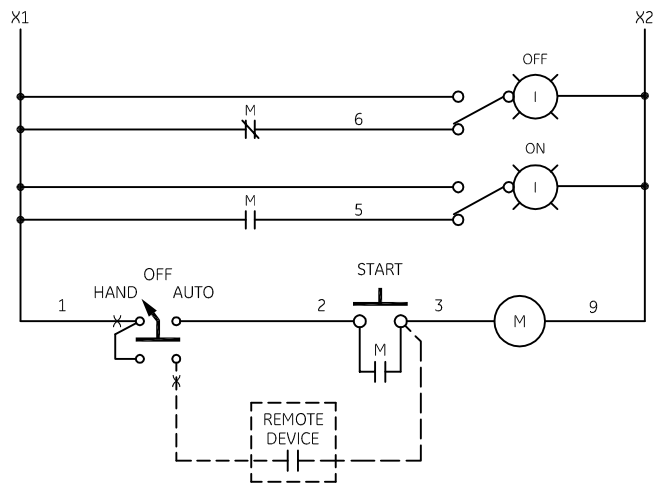 X1 X2
OFF
M
I
6
ON
M
I
5
OFF
START
HAND AUTO
1 2 3 9
M
M
REMOTE
DEVICE